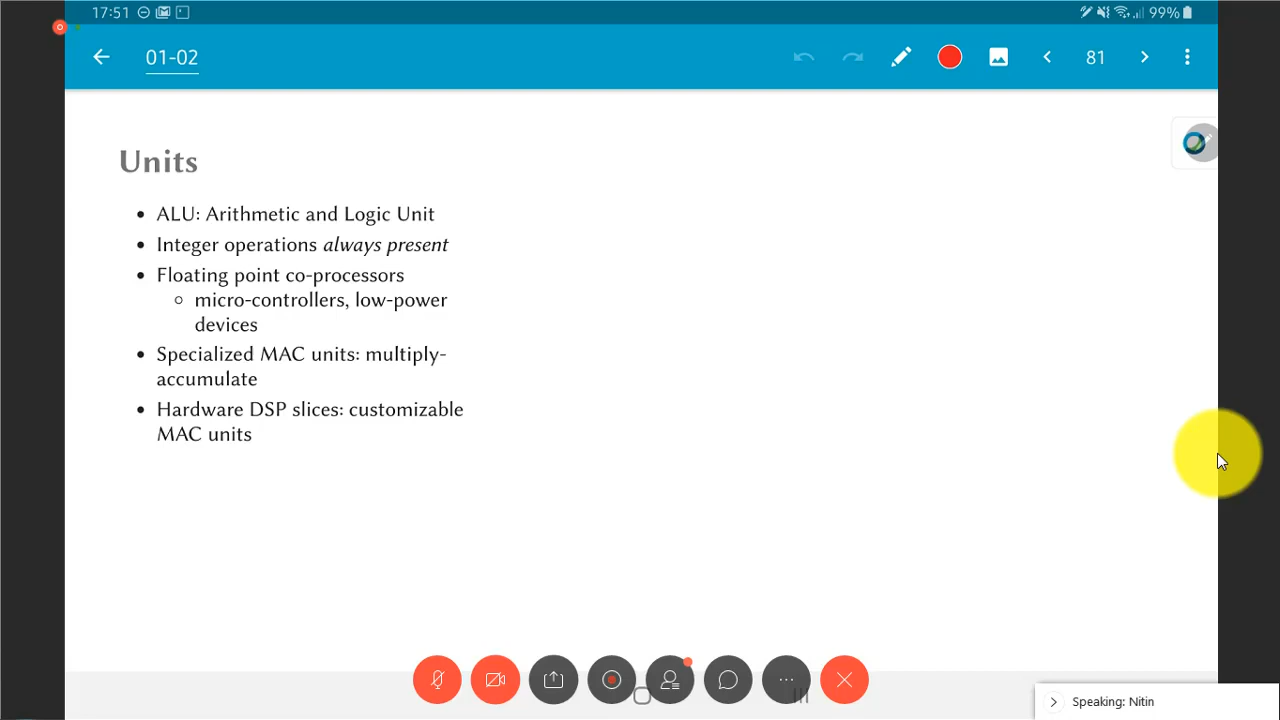 17:51
99%
01-02
81
Units
• ALU: Arithmetic and Logic Unit
• Integer operations always present
• Floating point co-processors
micro-controllers, low-power
devices
• Specialized MAC units: multiply-
accumulate
• Hardware DSP slices: customizable
MAC units
Speaking: Nitin